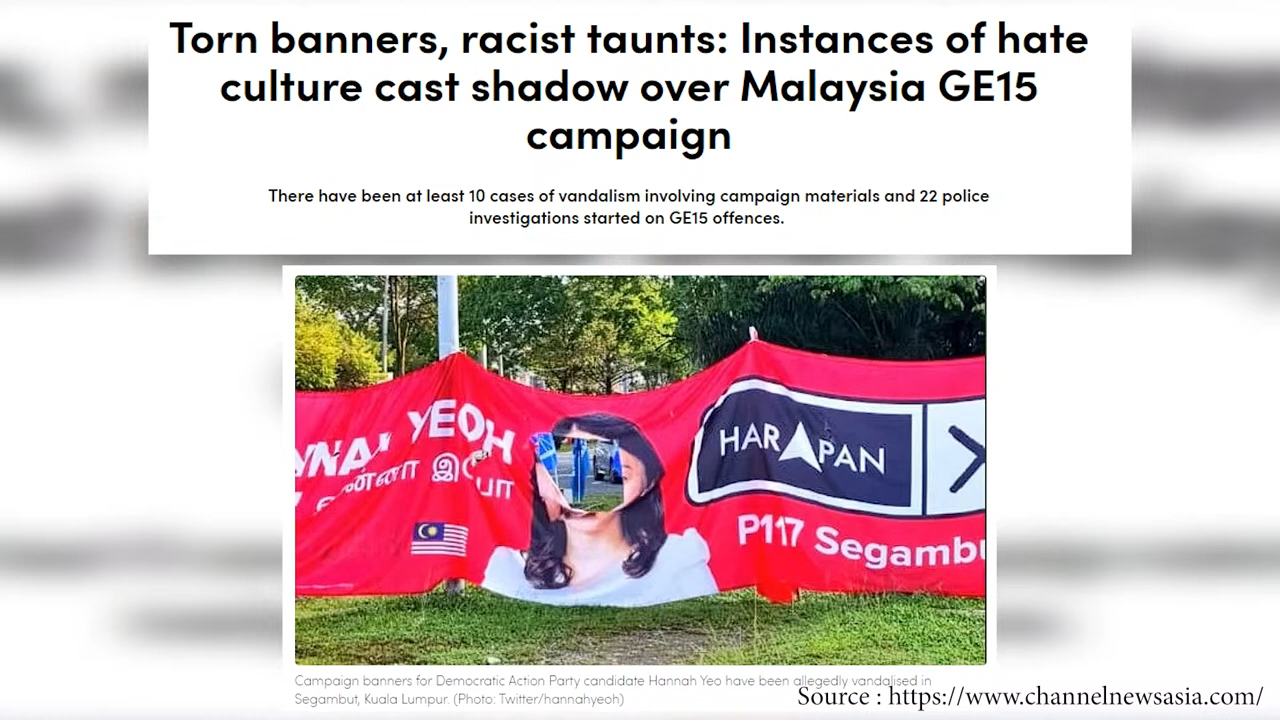 Torn banners, racist taunts: Instances of hate
culture cast shadow over Malaysia GE15
campaign
There have been at least 10 cases of vandalism involving campaign materials and 22 police
investigations started on GE15 offences.
YEOH
HARAPAN
P117 Segambu
Campaign banners for Democratic Action Party candidate Hannah Yeo have been allegedly vandalised in
Segambut, Kuala Lumpur. (Photo: Twitter/hannahyeoh)
Source : https://www.channelnewsasia.com/